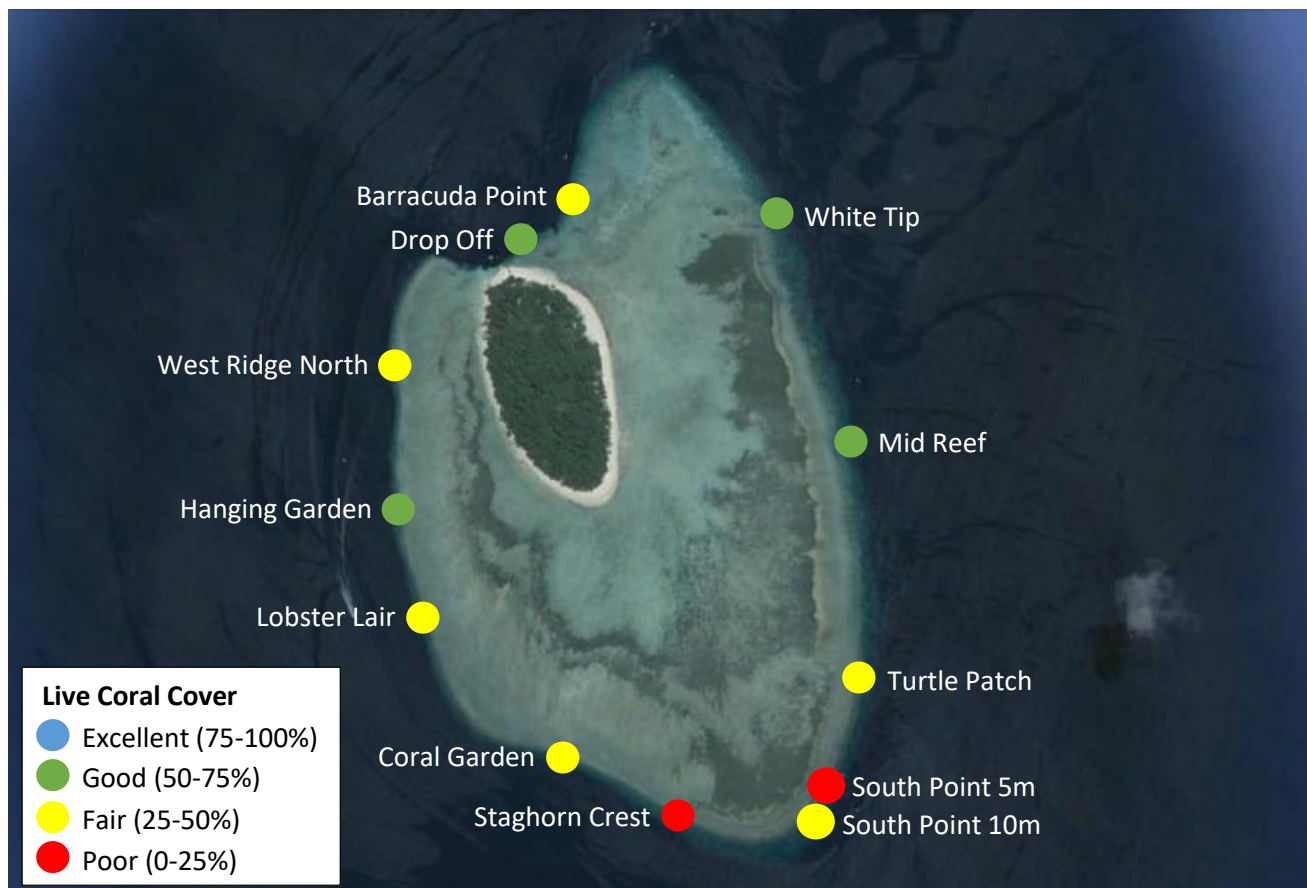 Barracuda Point
Drop Off
White Tip
West Ridge North
Mid Reef
Hanging Garden
Lobster Lair
Turtle Patch
Coral Garden
South Point 5m
Staghorn Crest
South Point 10m
Live Coral Cover
Excellent (75-100%)
Good (50-75%)
Fair (25-50%)
Poor (0-25%)